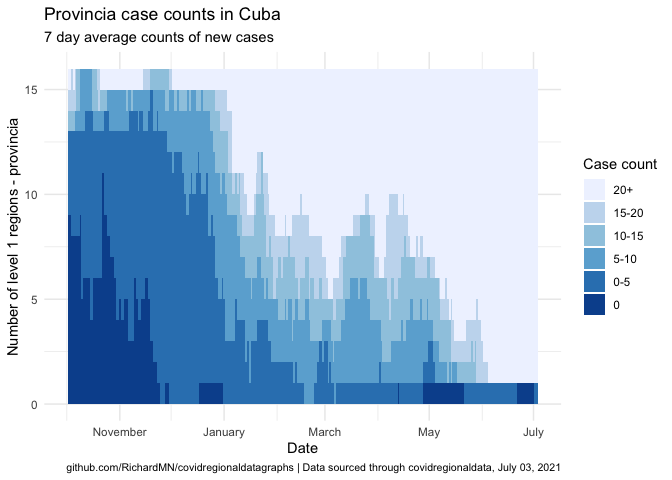 Provincia case counts in Cuba
7 day average counts of new cases
Number of level 1 regions - provincia
15
10
5
0
November
January
March
May
July
Date
Case count
20+
15-20
10-15
5-10
0-5
0
github.com/RichardMN/covidregionaldatagraphs | Data sourced through covidregionaldata, July 03, 2021